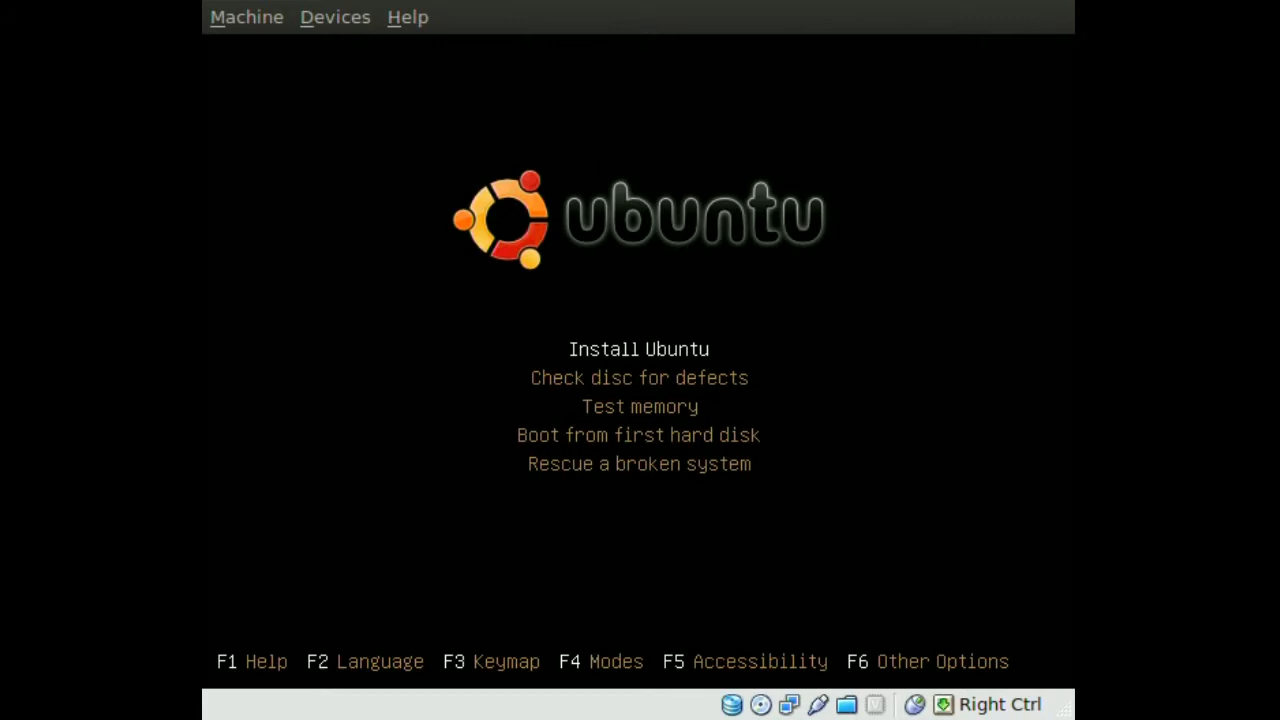 Machine Devices Help
ubuntu
Install Ubuntu
Check disc for defects
Test memory
Boot from first hard disk
Rescue a broken system
F1 Help F2 Language F3 Keymap F4 Modes F5 Accessibility F6 Other Options
Right Ctrl